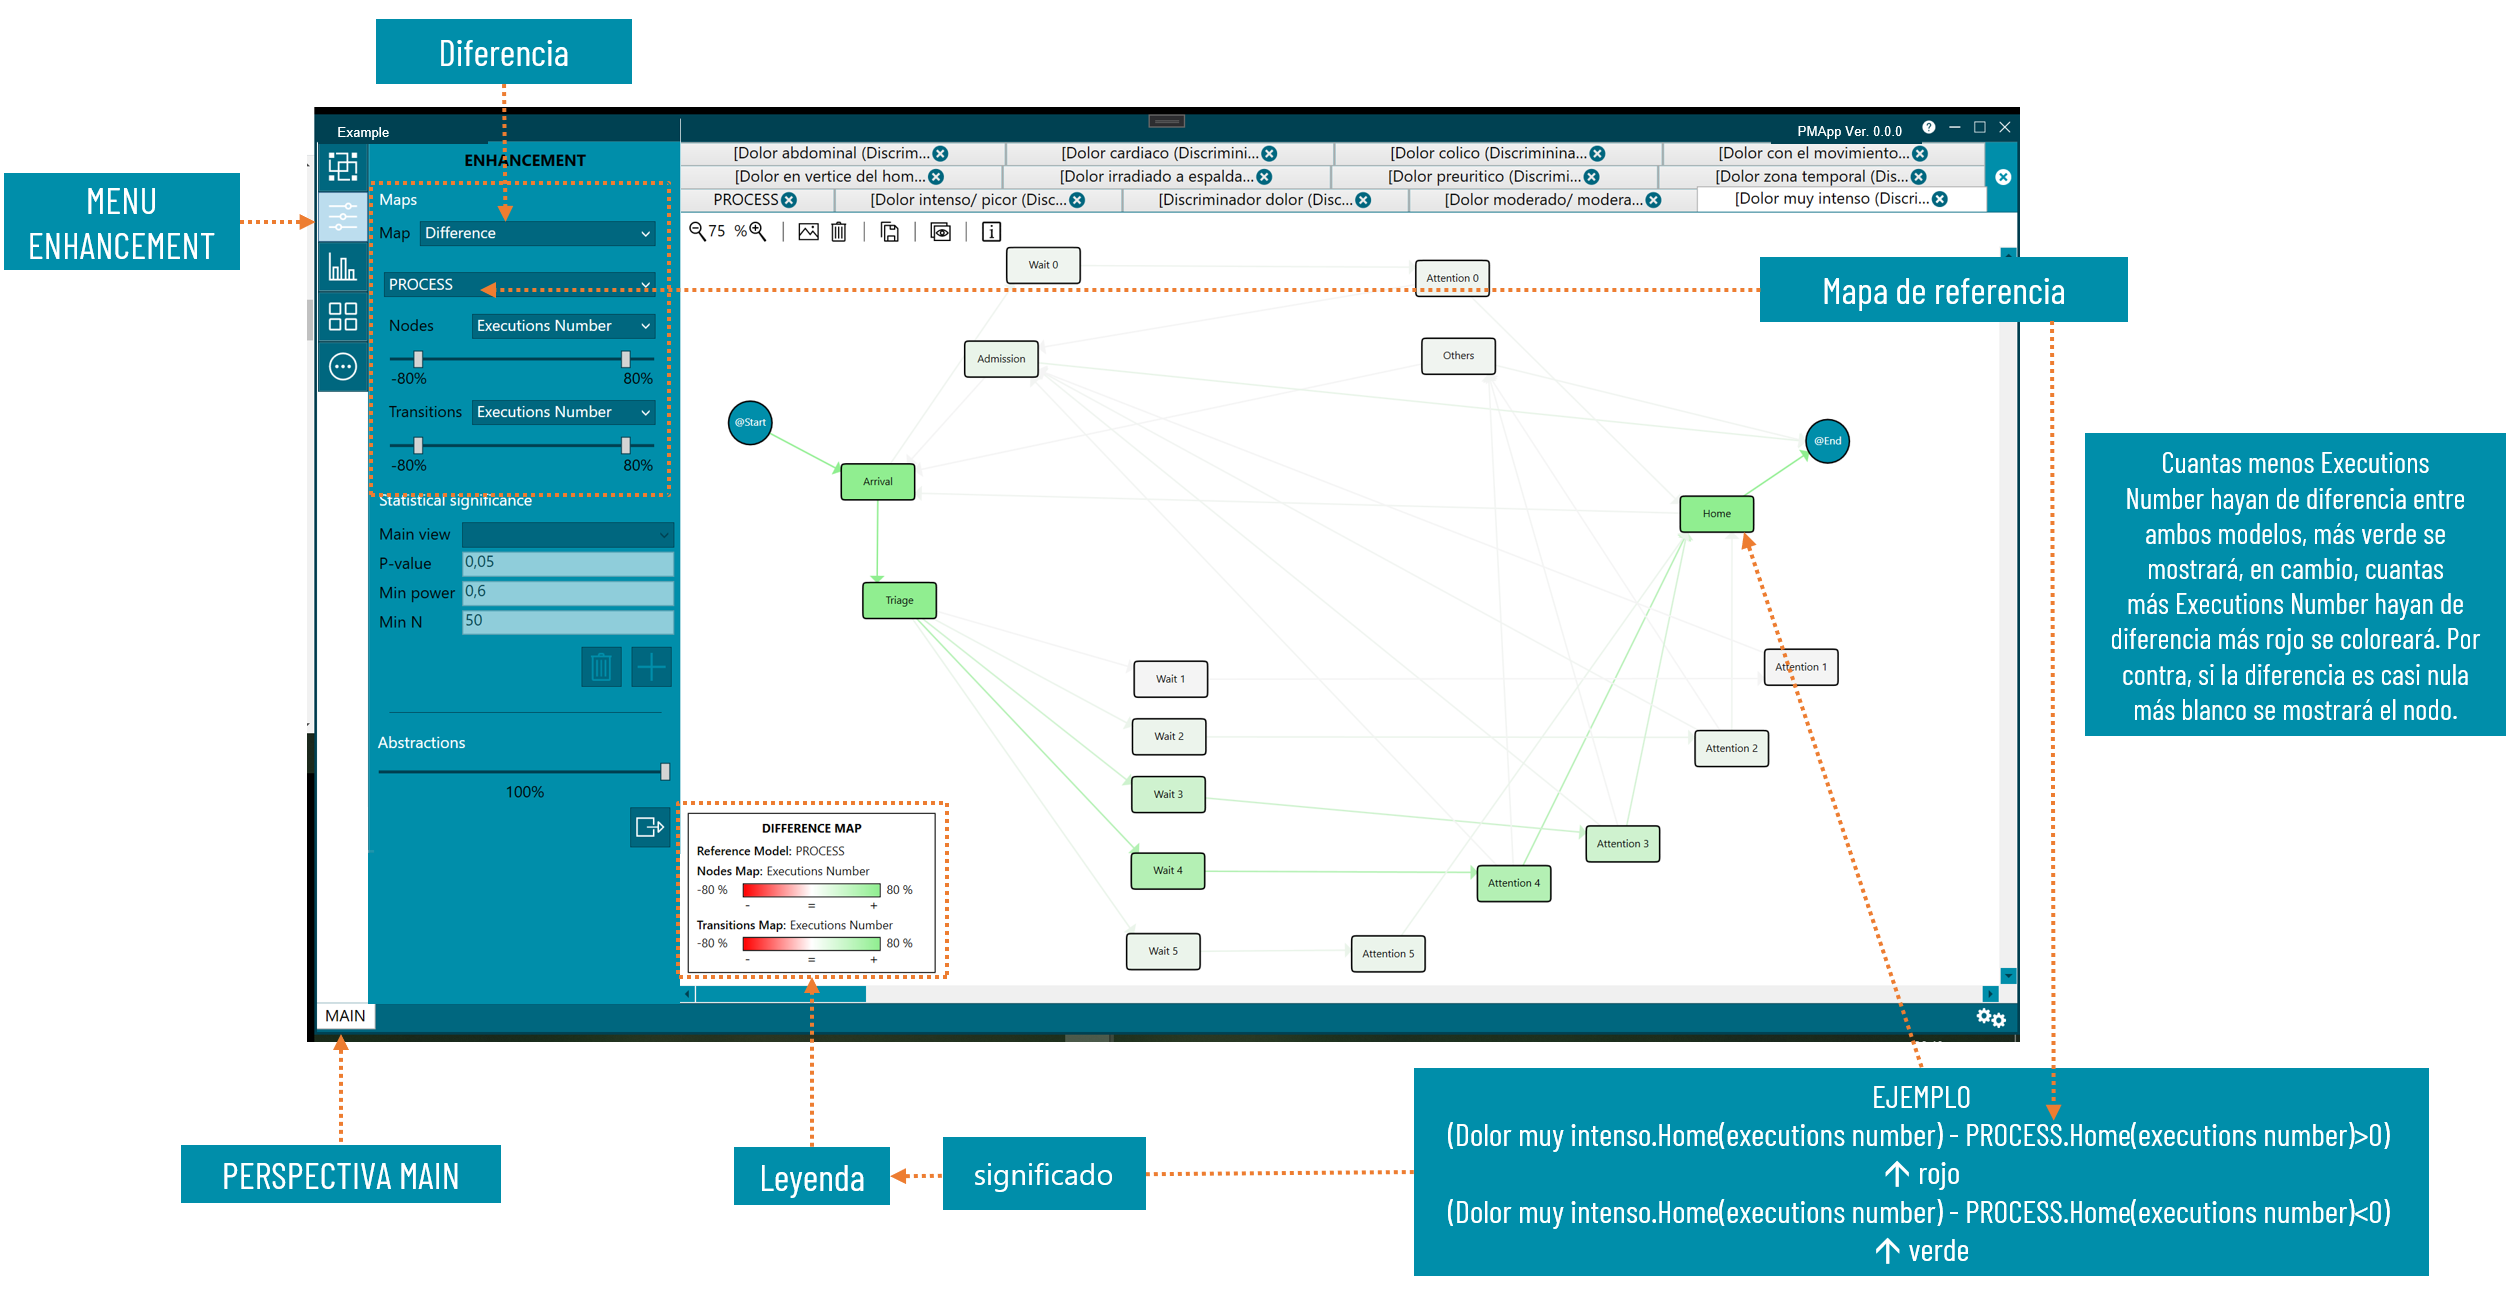 Diferencia
MENU
ENHANCEMENT
Example
PMApp Ver. 0.0.0
ENHANCEMENT
Maps
Map Difference
PROCESS
Nodes Executions Number
-80% 80%
Transitions Executions Number
-80% 80%
Statistical significance
Main view
P-value 0,05
Min power 0,6
Min N 50
Abstractions
100%
MAIN
[Dolor abdominal (Discrim...
[Dolor cardiaco (Discrimini...
[Dolor colico (Discriminina...
[Dolor con el movimiento...
[Dolor en vertice del hom...
[Dolor irradiado a espalda...
[Dolor preuritico (Discrimi...
[Dolor zona temporal (Dis...
PROCESS
[Dolor intenso/ picor (Disc...
[Discriminador dolor (Disc...
[Dolor moderado/ modera...
[Dolor muy intenso (Discri...
75 %
Wait 0
Attention 0
Admission
Others
@Start
@End
Arrival
Home
Triage
Wait 1
Attention 1
Wait 2
Attention 2
Wait 3
Attention 3
Wait 4
Attention 4
Wait 5
Attention 5
DIFFERENCE MAP
Reference Model: PROCESS
Nodes Map: Executions Number
-80 % 80 %
- = +
Transitions Map: Executions Number
-80 % 80 %
- = +
Mapa de referencia
Cuantas menos Executions
Number hayan de diferencia entre
ambos modelos, más verde se
mostrará, en cambio, cuantas
más Executions Number hayan de
diferencia más rojo se coloreará. Por
contra, si la diferencia es casi nula
más blanco se mostrará el nodo.
PERSPECTIVA MAIN
Leyenda
significado
EJEMPLO
(Dolor muy intenso.Home(executions number) - PROCESS.Home(executions number)>0)
↑ rojo
(Dolor muy intenso.Home(executions number) - PROCESS.Home(executions number)<0)
↑ verde